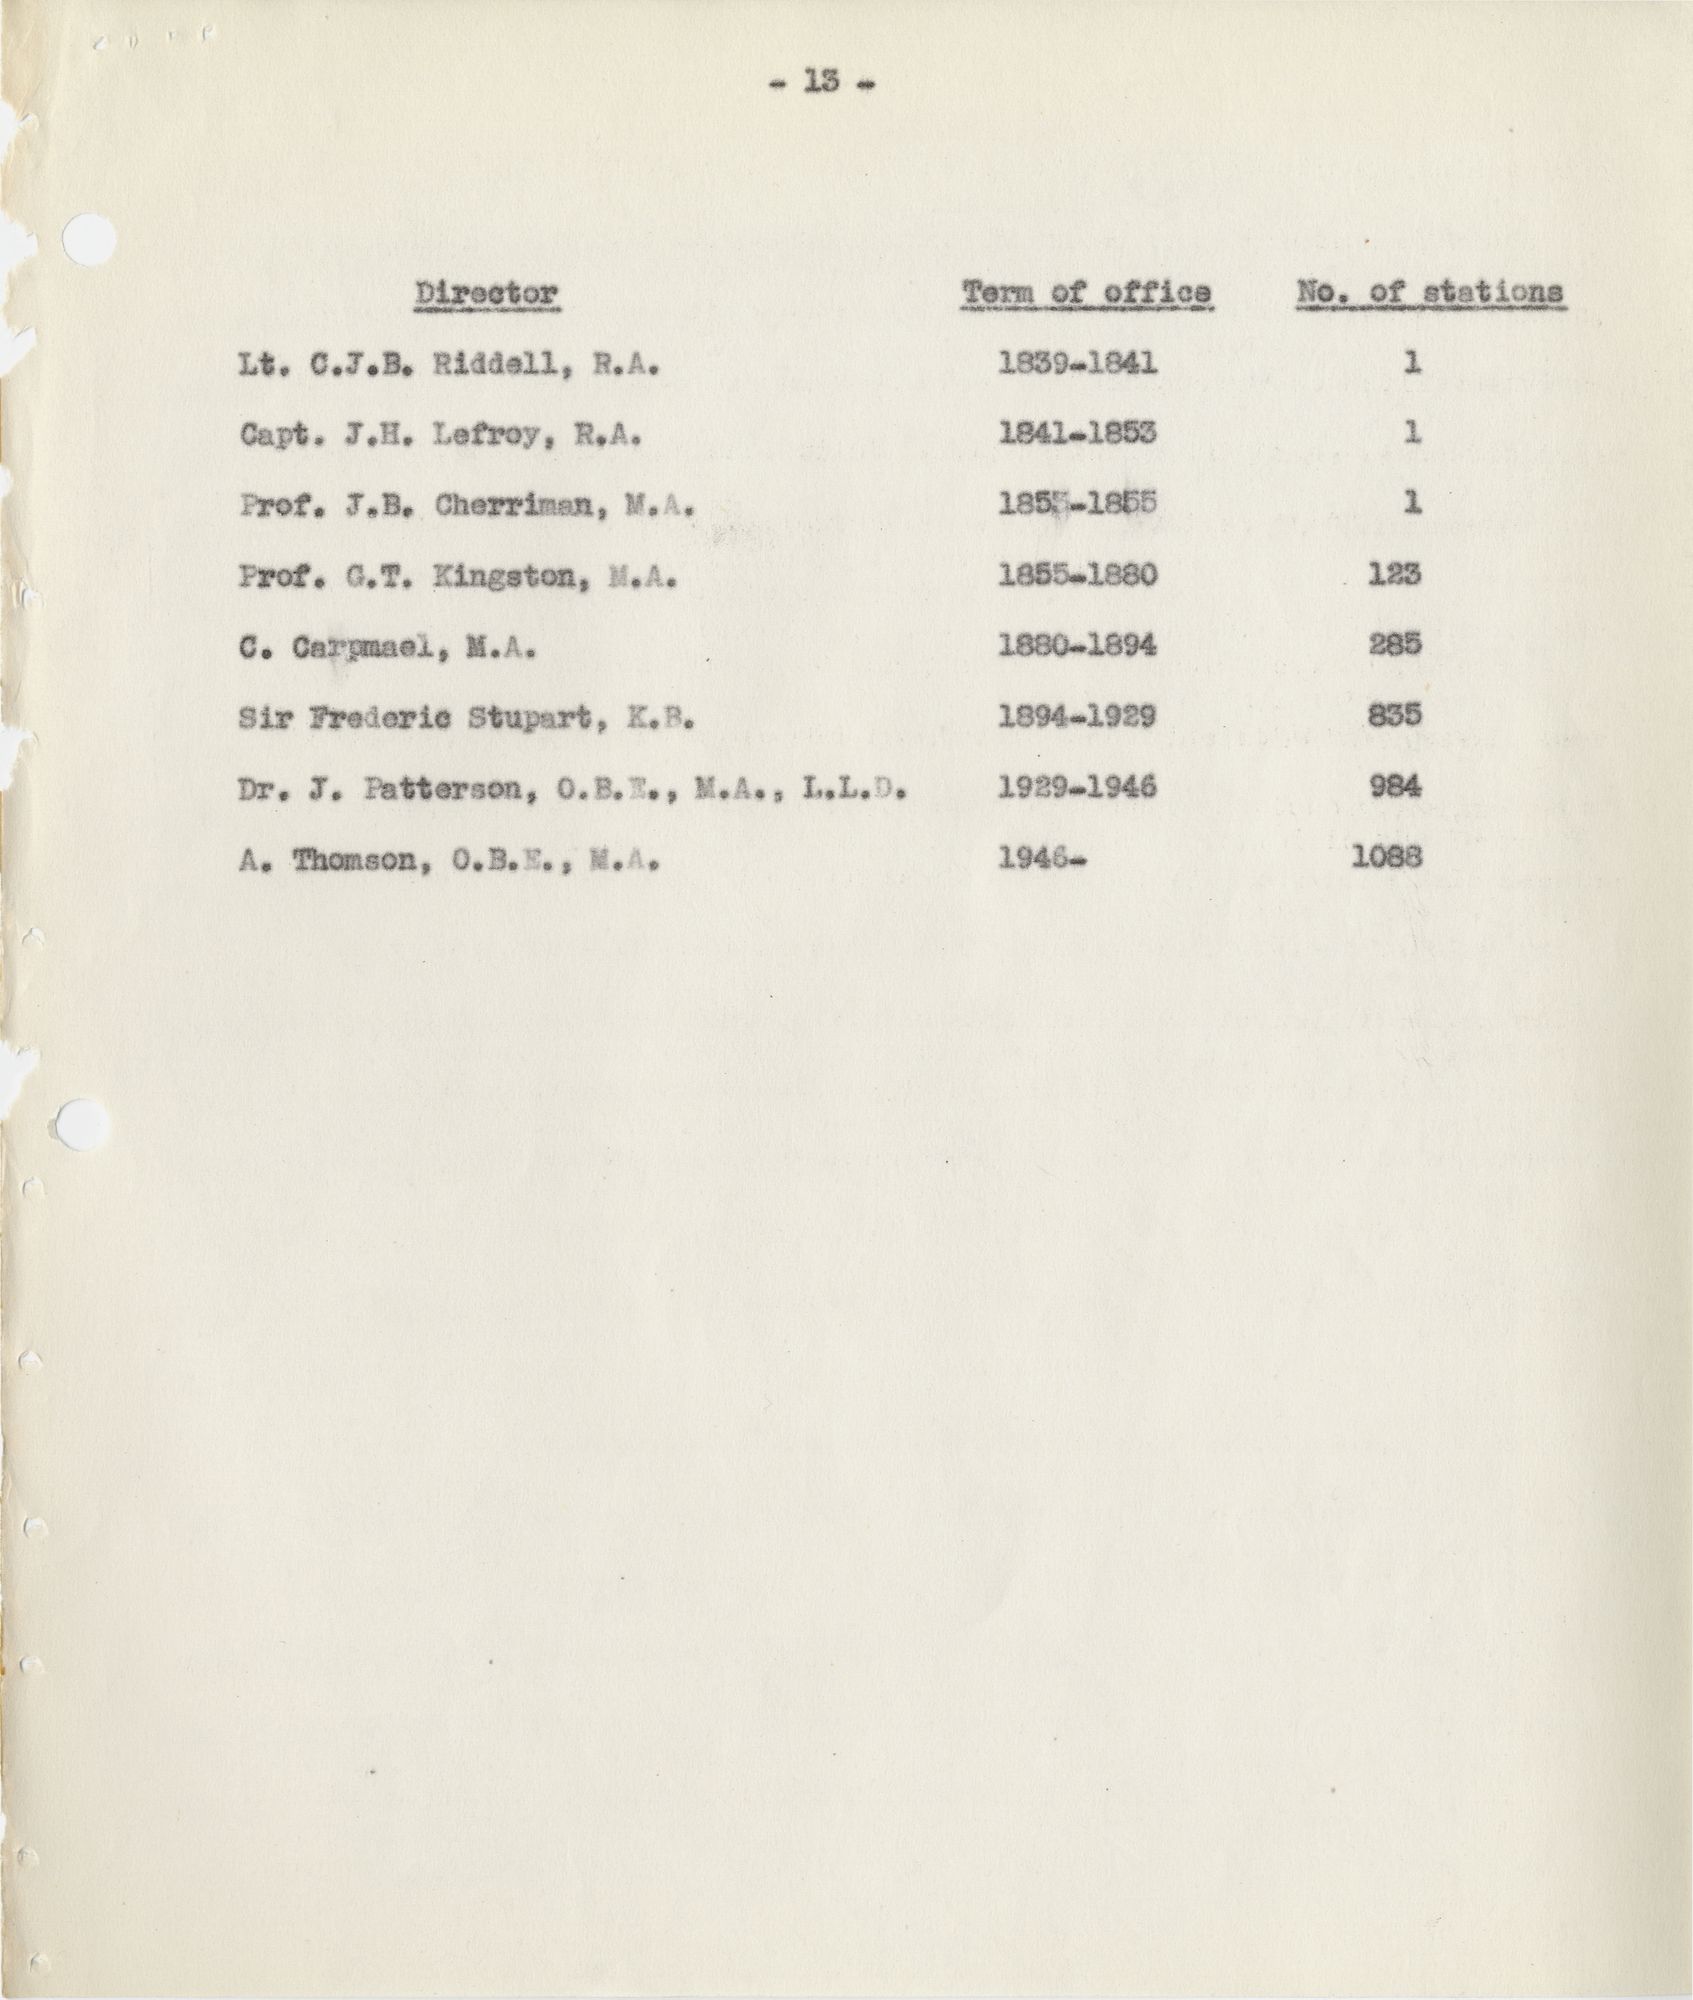 - 13 -
Director Term of office No. of stations
Lt. C.J.B. Riddell, R.A. 1839-1841 1
Capt. J.H. Lefroy, R.A. 1841-1853 1
Prof. J.B. Cherriman, M.A. 1853-1855 1
Prof. G.T. Kingston, M.A. 1855-1880 123
C. Carpmael, M.A. 1880-1894 285
Sir Frederic Stupart, K.B. 1894-1929 835
Dr. J. Patterson, O.B.E., M.A., L.L.D. 1929-1946 984
A. Thomson, O.B.E., M.A. 1946- 1088